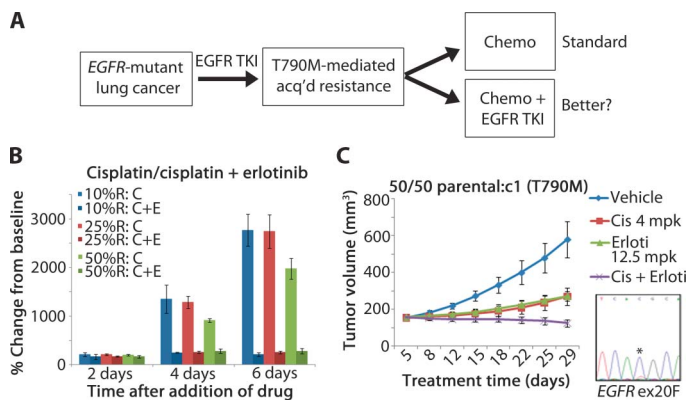 A
EGFR-mutant
lung cancer
EGFR TKI
T790M-mediated
acq'd resistance
Chemo
Standard
Chemo +
EGFR TKI
Better?
B
Cisplatin/cisplatin + erlotinib
10%R: C
10%R: C+E
25%R: C
25%R: C+E
50%R: C
50%R: C+E
% Change from baseline
3000
2000
1000
0
2 days
4 days
6 days
Time after addition of drug
C
50/50 parental:c1 (T790M)
Tumor volume (mm³)
800
600
400
200
0
5
8
12
15
18
22
25
29
Treatment time (days)
Vehicle
Cis 4 mpk
Erloti
12.5 mpk
Cis + Erloti
*
EGFR ex20F